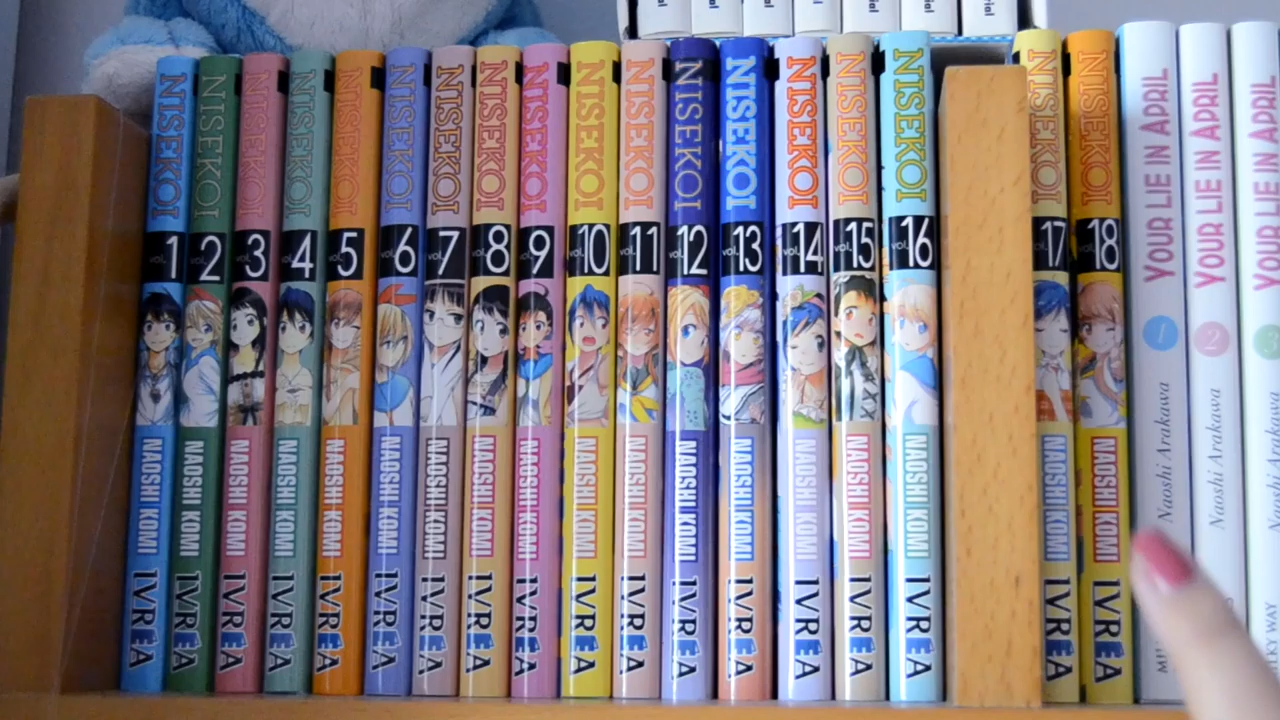 NISEKOI vol.1 NAOSHI KOMI IVREA
NISEKOI vol.2 NAOSHI KOMI IVREA
NISEKOI vol.3 NAOSHI KOMI IVREA
NISEKOI vol.4 NAOSHI KOMI IVREA
NISEKOI vol.5 NAOSHI KOMI IVREA
NISEKOI vol.6 NAOSHI KOMI IVREA
NISEKOI vol.7 NAOSHI KOMI IVREA
NISEKOI vol.8 NAOSHI KOMI IVREA
NISEKOI vol.9 NAOSHI KOMI IVREA
NISEKOI vol.10 NAOSHI KOMI IVREA
NISEKOI vol.11 NAOSHI KOMI IVREA
NISEKOI vol.12 NAOSHI KOMI IVREA
NISEKOI vol.13 NAOSHI KOMI IVREA
NISEKOI vol.14 NAOSHI KOMI IVREA
NISEKOI vol.15 NAOSHI KOMI IVREA
NISEKOI vol.16 NAOSHI KOMI IVREA
NISEKOI vol.17 NAOSHI KOMI IVREA
NISEKOI vol.18 NAOSHI KOMI IVREA
YOUR LIE IN APRIL 1 Naoshi Arakawa
YOUR LIE IN APRIL 2 Naoshi Arakawa
YOUR LIE IN APRIL 3 Naoshi Arakawa